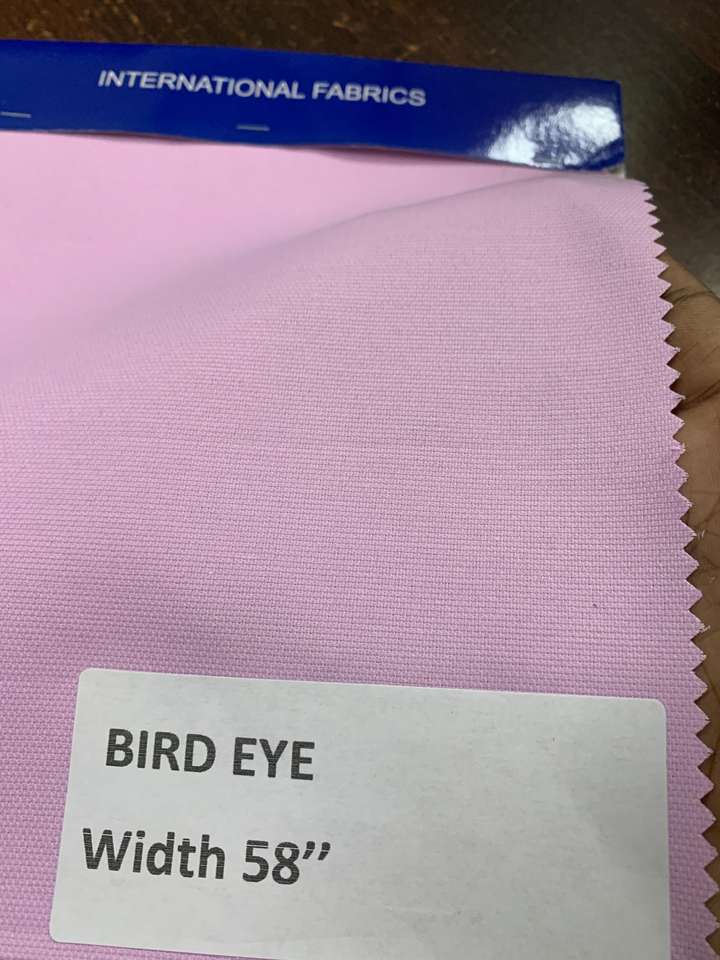 INTERNATIONAL FABRICS
BIRD EYE
Width 58’’